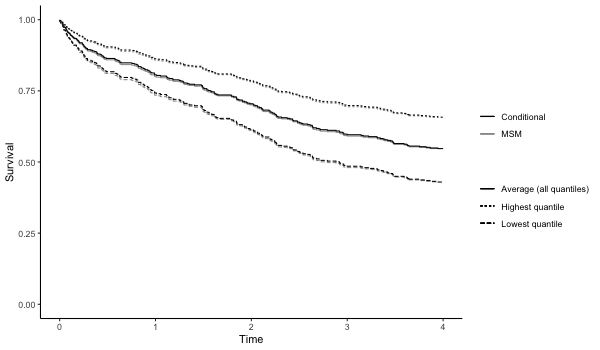 1.00
0.75
0.50
0.25
0.00
Survival
0 1 2 3 4
Time
Conditional
MSM
Average (all quantiles)
Highest quantile
Lowest quantile